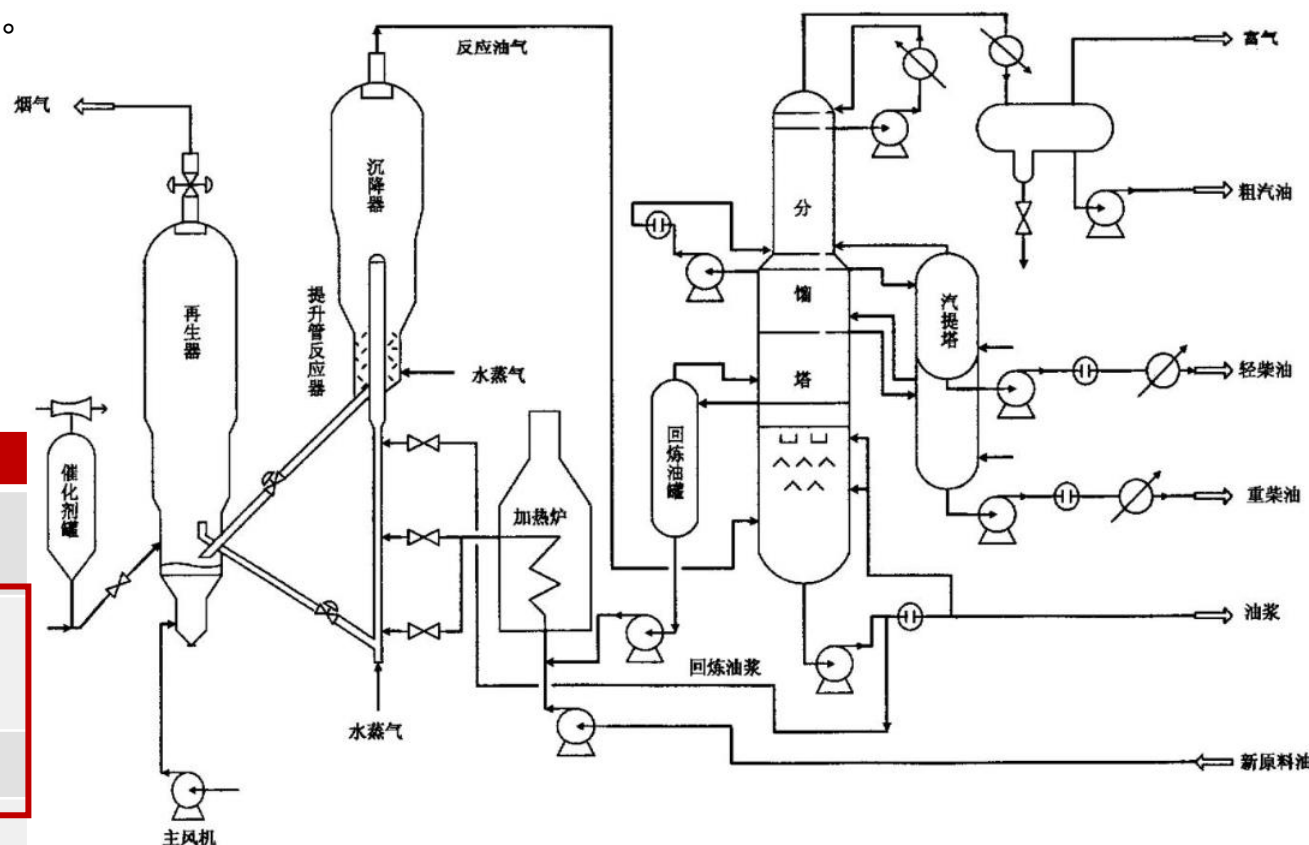 。
反应油气
富气
烟气
沉降器
粗汽油
分馏塔
再生器
提升管反应器
汽提塔
水蒸气
轻柴油
催化剂罐
回炼油罐
加热炉
重柴油
油浆
回炼油浆
水蒸气
新原料油
主风机